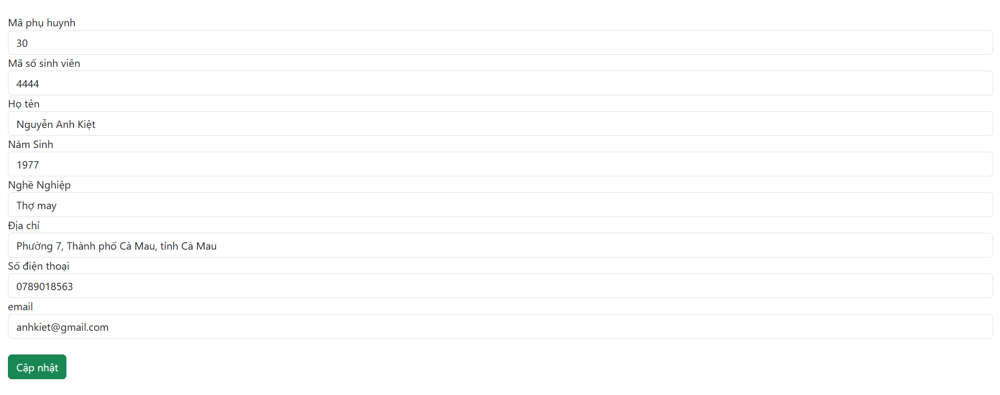 Mã phụ huynh
30
Mã số sinh viên
4444
Họ tên
Nguyễn Anh Kiệt
Năm Sinh
1977
Nghề Nghiệp
Thợ may
Địa chỉ
Phường 7, Thành phố Cà Mau, tỉnh Cà Mau
Số điện thoại
0789018563
email
anhkiet@gmail.com
Cập nhật